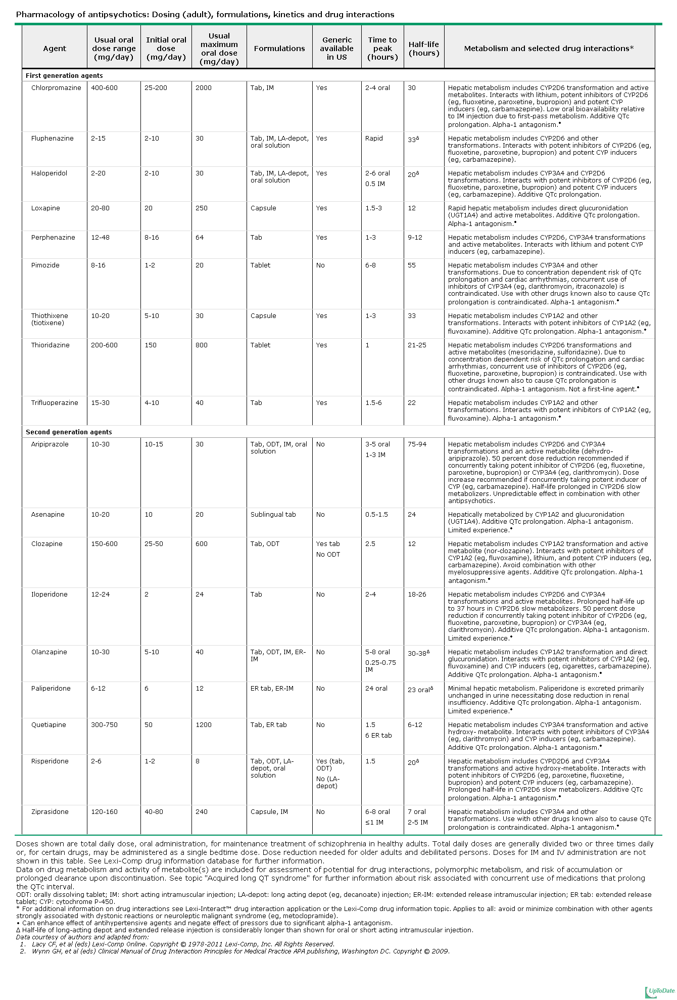 Pharmacology of antipsychotics: Dosing (adult), formulations, kinetics and drug interactions
Agent
Usual oral
dose range
(mg/day)
Initial oral
dose
(mg/day)
Usual
maximum
oral dose
(mg/day)
Formulations
Generic
available
in US
Time to
peak
(hours)
Half-life
(hours)
Metabolism and selected drug interactions*
First generation agents
Chlorpromazine
400-600
25-200
2000
Tab, IM
Yes
2-4 oral
30
Hepatic metabolism includes CYP2D6 transformation and active
metabolites. Interacts with lithium, potent inhibitors of CYP2D6
(eg, fluoxetine, paroxetine, bupropion) and potent CYP
inducers (eg, carbamazepine). Low oral bioavailability relative
to IM injection due to first-pass metabolism. Additive QTc
prolongation. Alpha-1 antagonism.•
Fluphenazine
2-15
2-10
30
Tab, IM, LA-depot,
oral solution
Yes
Rapid
33Δ
Hepatic metabolism includes CYP2D6 and other
transformations. Interacts with potent inhibitors of CYP2D6 (eg,
fluoxetine, paroxetine, bupropion) and potent CYP inducers
(eg, carbamazepine).
Haloperidol
2-20
2-10
30
Tab, IM, LA-depot,
oral solution
Yes
2-6 oral
0.5 IM
20Δ
Hepatic metabolism includes CYP3A4 and CYP2D6
transformations. Interacts with potent inhibitors of CYP2D6 (eg,
fluoxetine, paroxetine, bupropion) and potent CYP inducers
(eg, carbamazepine). Additive QTc prolongation.
Loxapine
20-80
20
250
Capsule
Yes
1.5-3
12
Rapid hepatic metabolism includes direct glucuronidation
(UGT1A4) and active metabolites. Additive QTc prolongation.
Alpha-1 antagonism.•
Perphenazine
12-48
8-16
64
Tab
Yes
1-3
9-12
Hepatic metabolism includes CYP2D6, CYP3A4 transformations
and active metabolites. Interacts with lithium and potent CYP
inducers (eg, carbamazepine).
Pimozide
8-16
1-2
20
Tablet
No
6-8
55
Hepatic metabolism includes CYP3A4 and other
transformations. Due to concentration dependent risk of QTc
prolongation and cardiac arrhythmias, concurrent use of
inhibitors of CYP3A4 (eg, clarithromycin, itraconazole) is
contraindicated. Use with other drugs known also to cause QTc
prolongation is contraindicated. Alpha-1 antagonism.•
Thiothixene
(tiotixene)
10-20
5-10
30
Capsule
Yes
1-3
33
Hepatic metabolism includes CYP1A2 and other
transformations. Interacts with potent inhibitors of CYP1A2 (eg,
fluvoxamine). Additive QTc prolongation. Alpha-1 antagonism.•
Thioridazine
200-600
150
800
Tablet
Yes
1
21-25
Hepatic metabolism includes CYP2D6 transformations and
active metabolites (mesoridazine, sulforidazine). Due to
concentration dependent risk of QTc prolongation and cardiac
arrhythmias, concurrent use of inhibitors of CYP2D6 (eg,
fluoxetine, paroxetine, bupropion) is contraindicated. Use with
other drugs known also to cause QTc prolongation is
contraindicated. Alpha-1 antagonism. Not a first-line agent.•
Trifluoperazine
15-30
4-10
40
Tab
Yes
1.5-6
22
Hepatic metabolism includes CYP1A2 and other
transformations. Interacts with potent inhibitors of CYP1A2 (eg,
fluvoxamine). Alpha-1 antagonism.•
Second generation agents
Aripiprazole
10-30
10-15
30
Tab, ODT, IM, oral
solution
No
3-5 oral
1-3 IM
75-94
Hepatic metabolism includes CYP2D6 and CYP3A4
transformations and an active metabolite (dehydro-
aripiprazole). 50 percent dose reduction recommended if
concurrently taking potent inhibitor of CYP2D6 (eg, fluoxetine,
paroxetine, bupropion) or CYP3A4 (eg, clarithromycin). Dose
increase recommended if concurrently taking potent inducer of
CYP (eg, carbamazepine). Half-life prolonged in CYP2D6 slow
metabolizers. Unpredictable effect in combination with other
antipsychotics.
Asenapine
10-20
10
20
Sublingual tab
No
0.5-1.5
24
Hepatically metabolized by CYP1A2 and glucuronidation
(UGT1A4). Additive QTc prolongation. Alpha-1 antagonism.
Limited experience.•
Clozapine
150-600
25-50
600
Tab, ODT
Yes tab
No ODT
2.5
12
Hepatic metabolism includes CYP1A2 transformation and active
metabolite (nor-clozapine). Interacts with potent inhibitors of
CYP1A2 (eg, fluvoxamine), lithium, and potent CYP inducers (eg,
carbamazepine). Avoid combination with other
myelosuppressive agents. Additive QTc prolongation. Alpha-1
antagonism.•
Iloperidone
12-24
2
24
Tab
No
2-4
18-26
Hepatic metabolism includes CYP2D6 and CYP3A4
transformations and active metabolites. Prolonged half-life up
to 37 hours in CYP2D6 slow metabolizers. 50 percent dose
reduction if concurrently taking potent inhibitor of CYP2D6 (eg,
fluoxetine, paroxetine, bupropion) or CYP3A4 (eg,
clarithromycin). Additive QTc prolongation. Alpha-1 antagonism.
Limited experience.•
Olanzapine
10-30
5-10
40
Tab, ODT, IM, ER-
IM
No
5-8 oral
0.25-0.75
IM
30-38Δ
Hepatic metabolism includes CYP1A2 transformation and direct
glucuronidation. Interacts with potent inhibitors of CYP1A2 (eg,
fluvoxamine) and CYP inducers (eg, cigarettes, carbamazepine).
Additive QTc prolongation. Alpha-1 antagonism.•
Paliperidone
6-12
6
12
ER tab, ER-IM
No
24 oral
23 oralΔ
Minimal hepatic metabolism. Paliperidone is excreted primarily
unchanged in urine necessitating dose reduction in renal
insufficiency. Additive QTc prolongation. Alpha-1 antagonism.
Limited experience.•
Quetiapine
300-750
50
1200
Tab, ER tab
No
1.5
6 ER tab
6-12
Hepatic metabolism includes CYP3A4 transformation and active
hydroxy- metabolite. Interacts with potent inhibitors of CYP3A4
(eg, clarithromycin) and CYP inducers (eg, carbamazepine).
Additive QTc prolongation. Alpha-1 antagonism.•
Risperidone
2-6
1-2
8
Tab, ODT, LA-
depot, oral
solution
Yes (tab,
ODT)
No (LA-
depot)
1.5
20Δ
Hepatic metabolism includes CYPD2D6 and CYP3A4
transformations and active hydroxy-metabolite. Interacts with
potent inhibitors of CYP2D6 (eg, paroxetine, fluoxetine,
bupropion) and potent CYP inducers (eg, carbamazepine).
Prolonged half-life in CYP2D6 slow metabolizers. Additive QTc
prolongation. Alpha-1 antagonism.•
Ziprasidone
120-160
40-80
240
Capsule, IM
No
6-8 oral
≤1 IM
7 oral
2-5 IM
Hepatic metabolism includes CYP3A4 and other
transformations. Use with other drugs known also to cause QTc
prolongation is contraindicated. Alpha-1 antagonism.•
Doses shown are total daily dose, oral administration, for maintenance treatment of schizophrenia in healthy adults. Total daily doses are generally divided two or three times daily
or, for certain drugs, may be administered as a single bedtime dose. Dose reduction needed for older adults and debilitated persons. Doses for IM and IV administration are not
shown in this table. See Lexi-Comp drug information database for further information.
Data on drug metabolism and activity of metabolite(s) are included for assessment of potential for drug interactions, polymorphic metabolism, and risk of accumulation or
prolonged clearance upon discontinuation. See topic "Acquired long QT syndrome" for further information about risk associated with concurrent use of medications that prolong
the QTc interval.
ODT: orally dissolving tablet; IM: short acting intramuscular injection; LA-depot: long acting depot (eg, decanoate) injection; ER-IM: extended release intramuscular injection; ER tab: extended release
tablet; CYP: cytochrome P-450.
* For additional information on drug interactions see Lexi-Interact™ drug interaction application or the Lexi-Comp drug information topic. Applies to all: avoid or minimize combination with other agents
strongly associated with dystonic reactions or neuroleptic malignant syndrome (eg, metoclopramide).
• Can enhance effect of antihypertensive agents and negate effect of pressors due to significant alpha-1 antagonism.
Δ Half-life of long-acting depot and extended release injection is considerably longer than shown for oral or short acting intramuscular injection.
Data courtesy of authors and adapted from:
1. Lacy CF, et al (eds) Lexi-Comp Online. Copyright © 1978-2011 Lexi-Comp, Inc. All Rights Reserved.
2. Wynn GH, et al (eds) Clinical Manual of Drug Interaction Principles for Medical Practice APA publishing, Washington DC. Copyright © 2009.
UpToDate